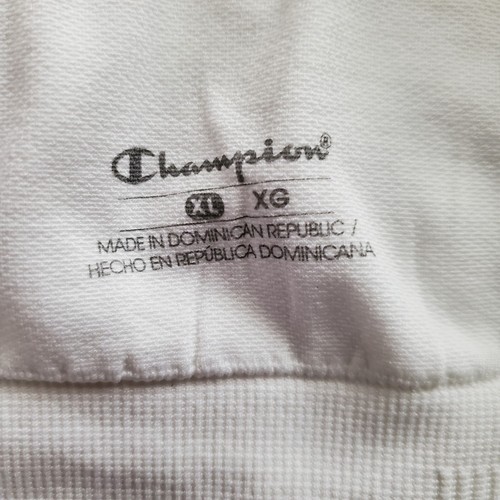 Champion®
XL XG
MADE IN DOMINICAN REPUBLIC /
HECHO EN REPÚBLICA DOMINICANA